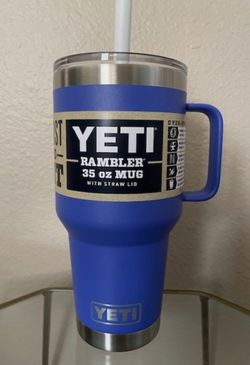 YETI
RAMBLER
35 oz MUG
WITH STRAW LID
YETI